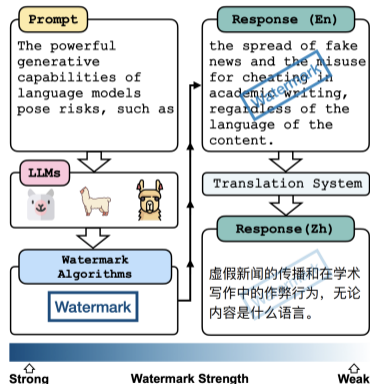 Prompt
The powerful
generative
capabilities of
language models
pose risks, such as
LLMs
Watermark
Algorithms
Watermark
Response (En)
the spread of fake
news and the misuse
for cheating in
academic writing,
regardless of the
language of the
content.
Watermark
Translation System
Response(Zh)
虚假新闻的传播和在学术
写作中的作弊行为，无论
内容是什么语言。
Watermark
Strong
Watermark Strength
Weak